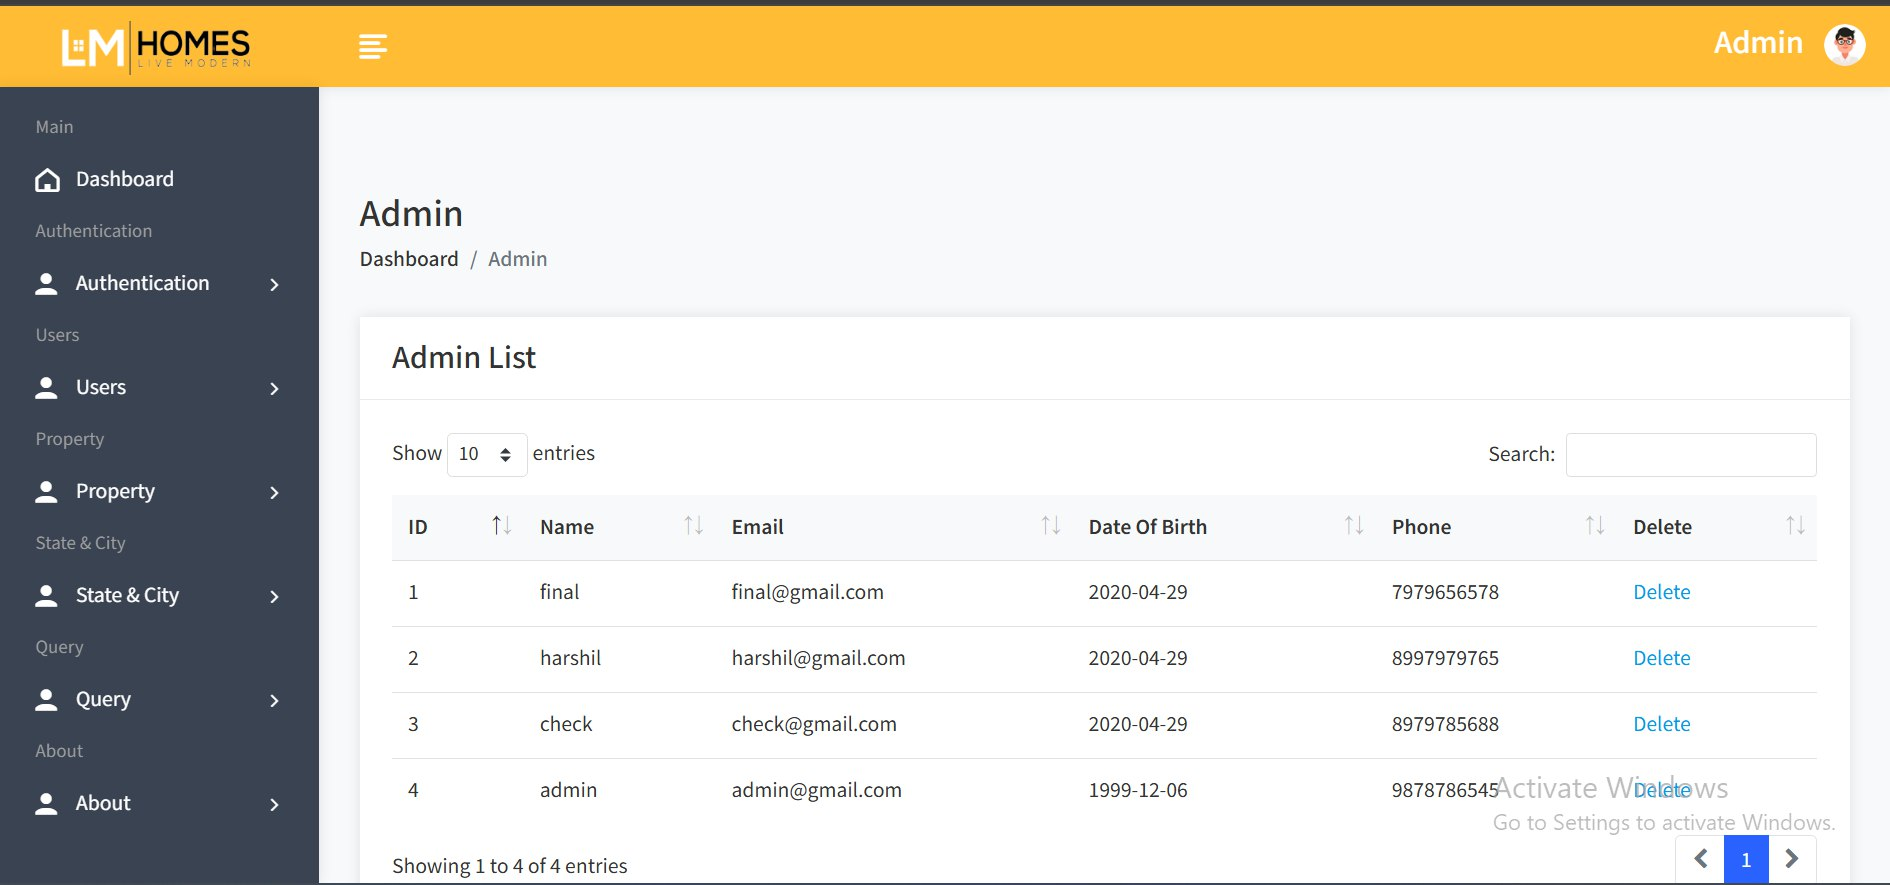 LM HOMES
LIVE MODERN
Admin
Main
Dashboard
Authentication
Authentication
Users
Users
Property
Property
State & City
State & City
Query
Query
About
About
Admin
Dashboard / Admin
Admin List
Show 10 entries
Search:
ID Name Email Date Of Birth Phone Delete
1 final final@gmail.com 2020-04-29 7979656578 Delete
2 harshil harshil@gmail.com 2020-04-29 8997979765 Delete
3 check check@gmail.com 2020-04-29 8979785688 Delete
4 admin admin@gmail.com 1999-12-06 9878786545 Delete
Activate Windows
Go to Settings to activate Windows.
Showing 1 to 4 of 4 entries
1